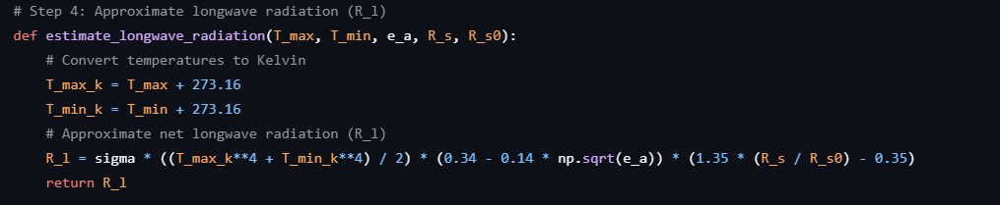 # Step 4: Approximate longwave radiation (R_l)
def estimate_longwave_radiation(T_max, T_min, e_a, R_s, R_s0):
    # Convert temperatures to Kelvin
    T_max_k = T_max + 273.16
    T_min_k = T_min + 273.16
    # Approximate net longwave radiation (R_l)
    R_l = sigma * ((T_max_k**4 + T_min_k**4) / 2) * (0.34 - 0.14 * np.sqrt(e_a)) * (1.35 * (R_s / R_s0) - 0.35)
    return R_l